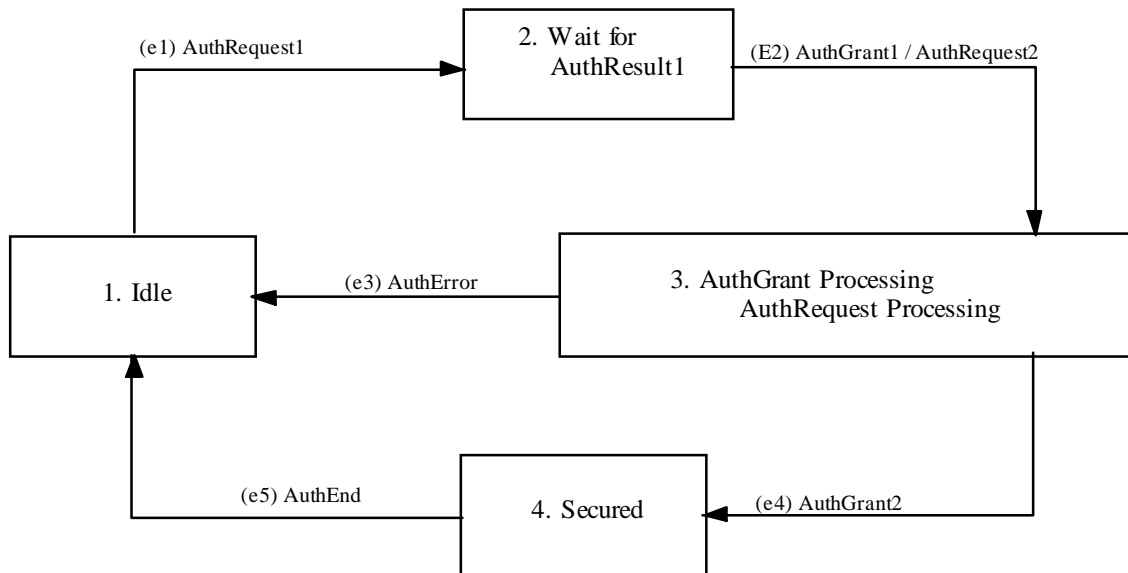 (e1) AuthRequest1
2. Wait for
AuthResult1
(E2) AuthGrant1 / AuthRequest2
1. Idle
(e3) AuthError
3. AuthGrant Processing
AuthRequest Processing
(e5) AuthEnd
4. Secured
(e4) AuthGrant2